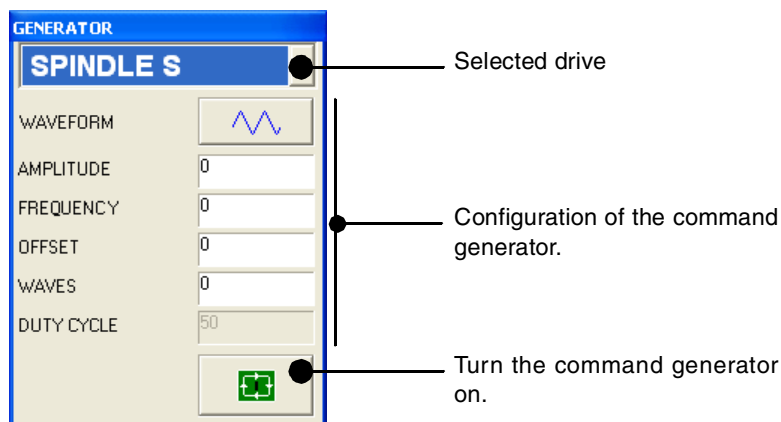 GENERATOR
SPINDLE S
Selected drive
WAVEFORM
AMPLITUDE 0
FREQUENCY 0
OFFSET 0
WAVES 0
DUTY CYCLE 50
Configuration of the command
generator.
Turn the command generator
on.